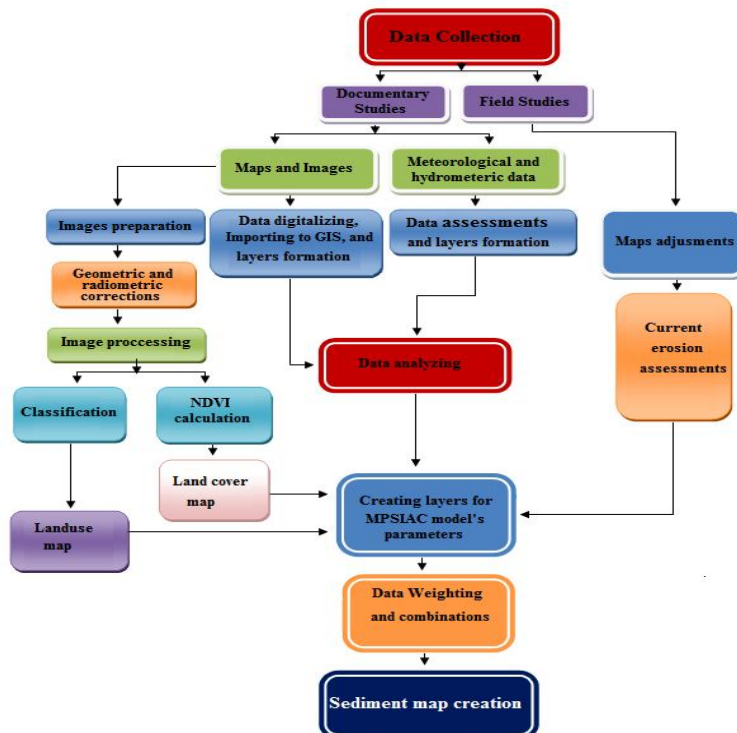 Data Collection
Documentary
Studies
Field Studies
Maps and Images
Meteorological and
hydrometeric data
Images preparation
Data digitalizing,
Importing to GIS, and
layers formation
Data assessments
and layers formation
Maps adjusments
Geometric and
radiometric
corrections
Image proccessing
Data analyzing
Current
erosion
assessments
Classification
NDVI
calculation
Land cover
map
Landuse
map
Creating layers for
MPSIAC model's
parameters
Data Weighting
and combinations
Sediment map creation